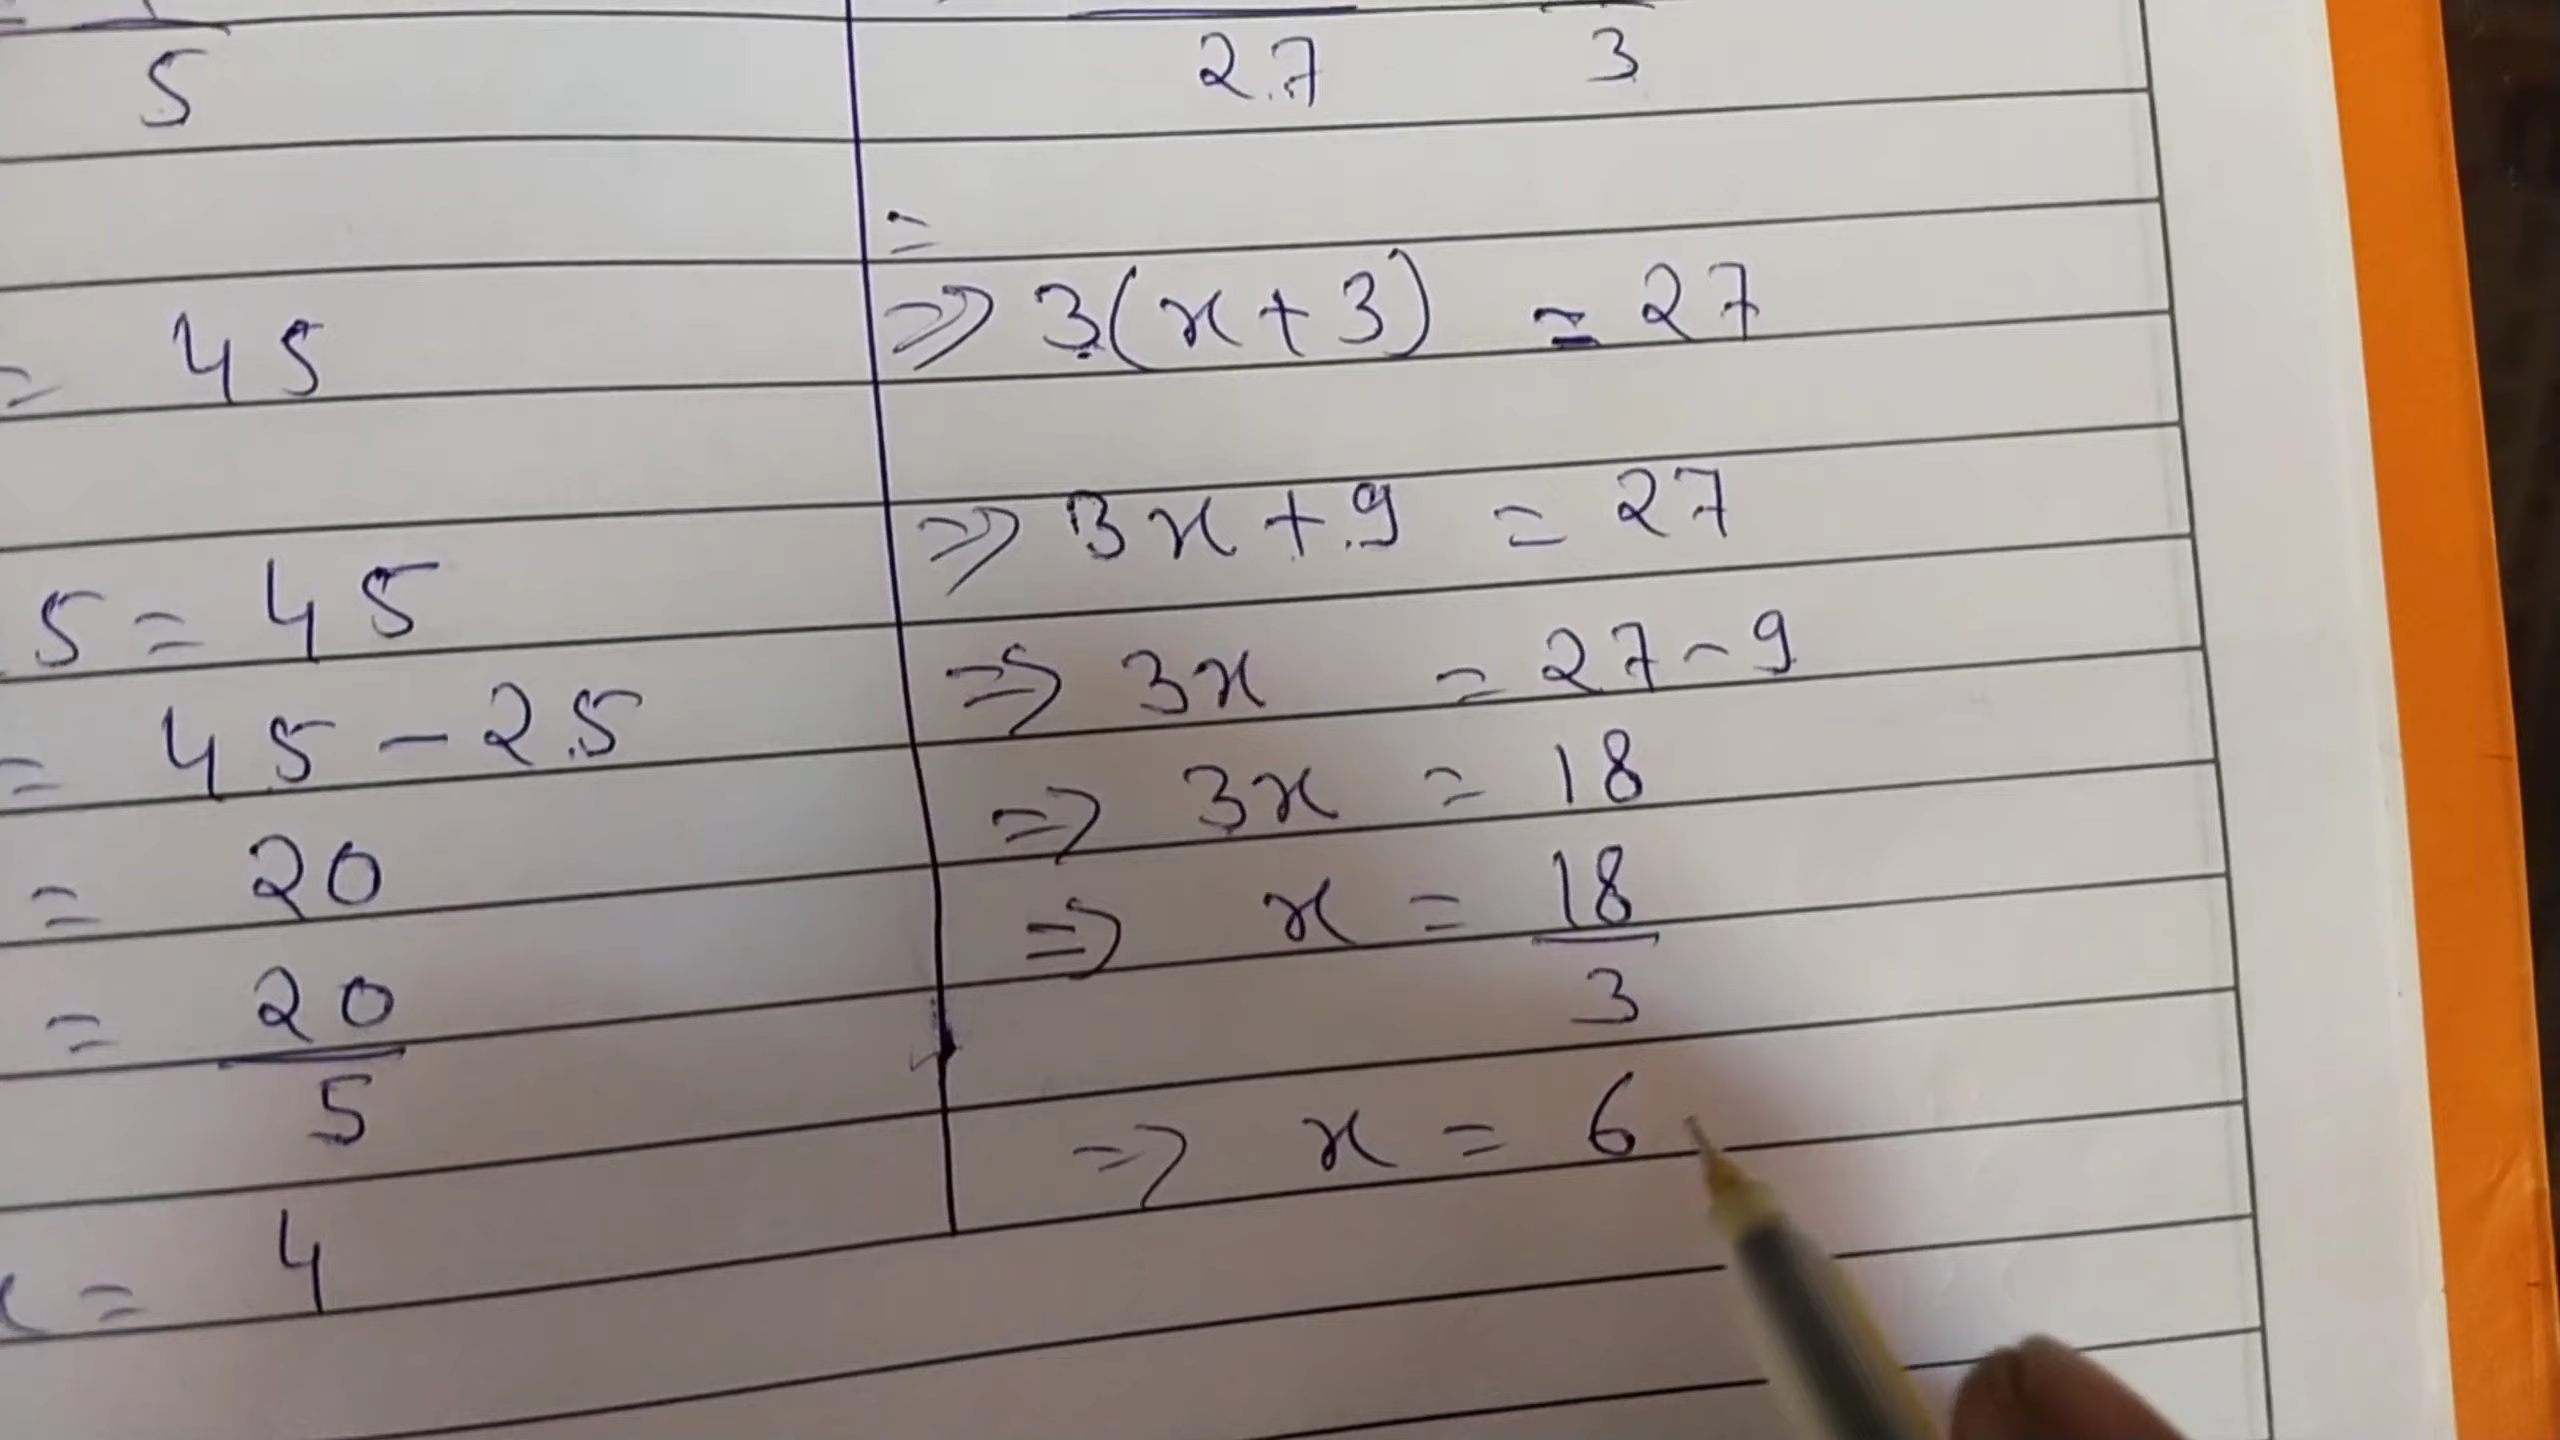 5
= 45
5 = 45
= 45 - 25
= 20
= 20
5
= 4
27 3
=
⇒ 3(x+3) = 27
⇒ 3x + 9 = 27
⇒ 3x = 27 - 9
⇒ 3x = 18
⇒ x = 18
3
⇒ x = 6